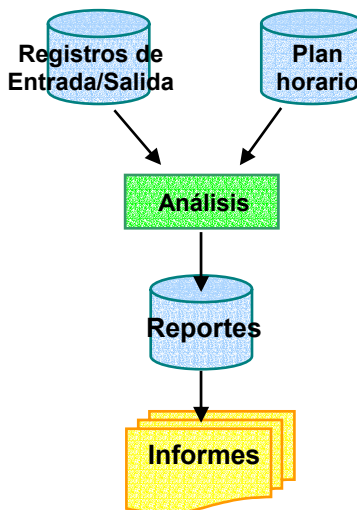 Registros de
Entrada/Salida
Plan
horario
Análisis
Reportes
Informes